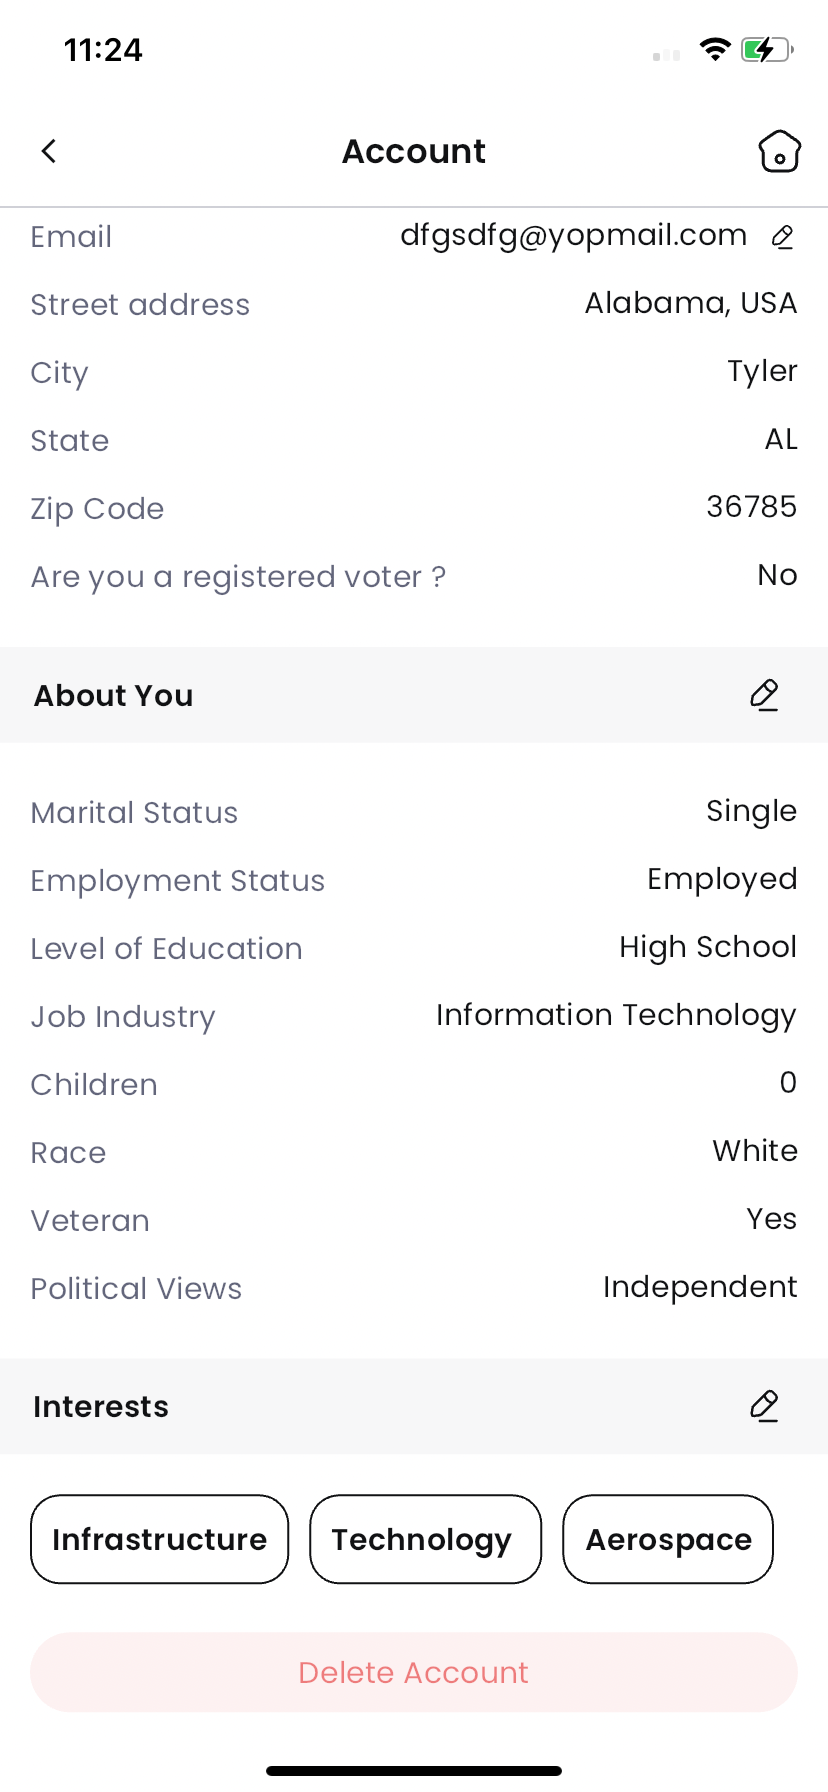 11:24
Account
Email dfgsdfg@yopmail.com
Street address Alabama, USA
City Tyler
State AL
Zip Code 36785
Are you a registered voter ? No
About You
Marital Status Single
Employment Status Employed
Level of Education High School
Job Industry Information Technology
Children 0
Race White
Veteran Yes
Political Views Independent
Interests
Infrastructure Technology Aerospace
Delete Account